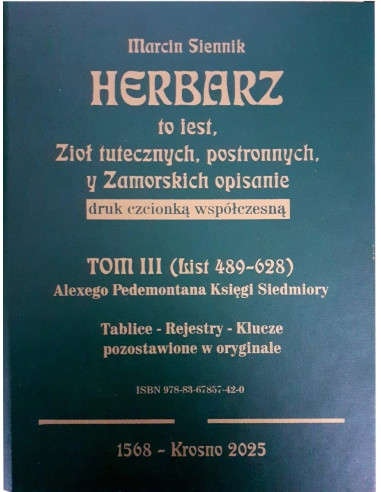 Marcin Siennik
HERBARZ
to iest,
Zioł tutecznych, postronnych,
y Zamorskich opisanie
druk czcionką współczesną
TOM III (List 489-628)
Alexego Pedemontana Księgi Siedmiory
Tablice - Rejestry - Klucze
pozostawione w oryginale
ISBN 978-83-67857-42-0
1568 - Krosno 2025